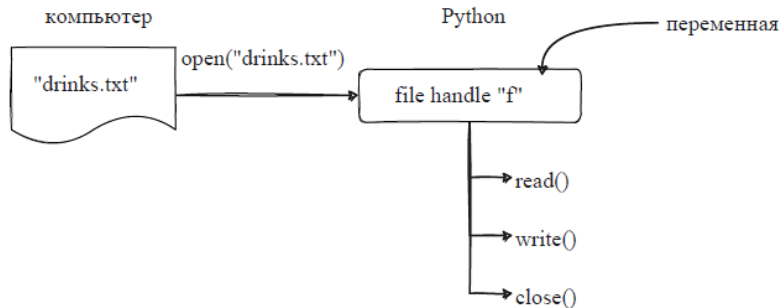 компьютер
Python
переменная
open("drinks.txt")
"drinks.txt"
file handle "f"
read()
write()
close()